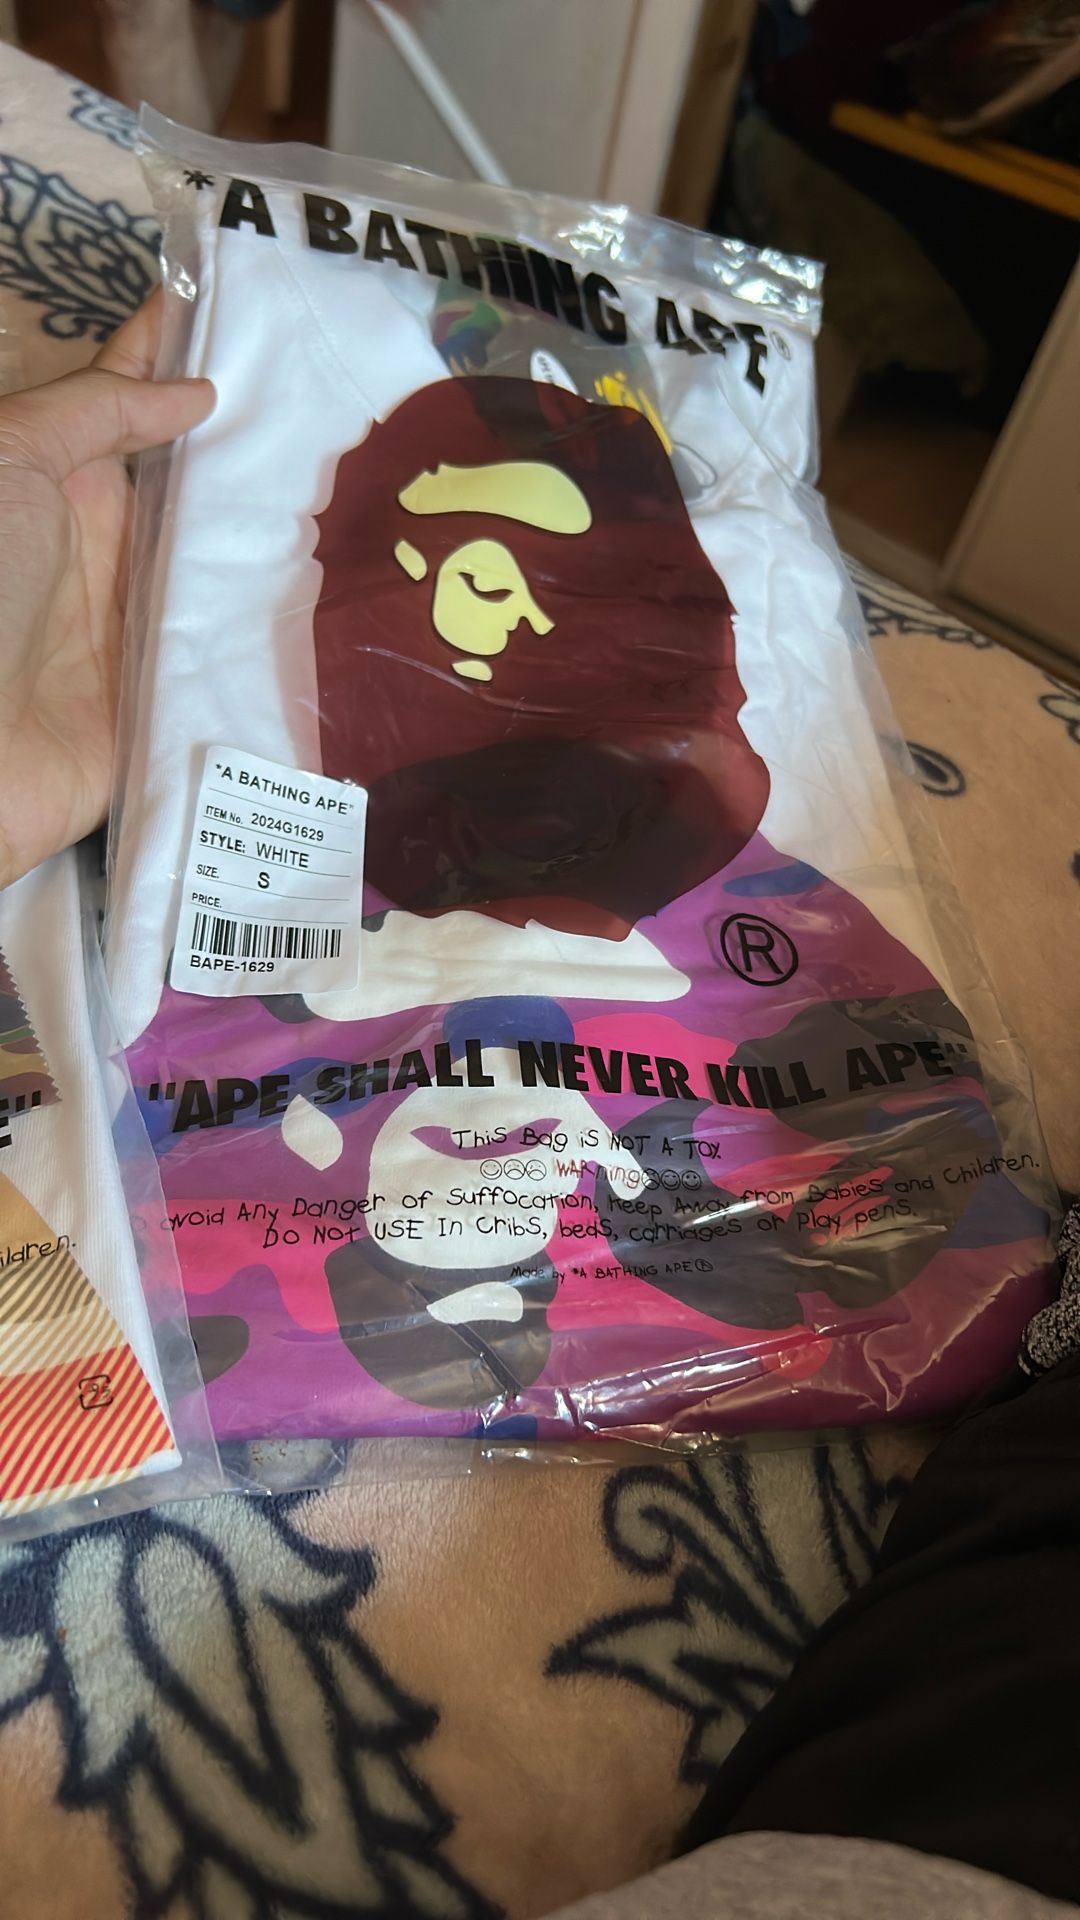 *A BATHING APE®
*A BATHING APE"
ITEM No. 2024G1629
STYLE: WHITE
SIZE. S
PRICE.
BAPE-1629
®
"APE SHALL NEVER KILL APE"
THiS Bag iS NOT A TOY
WARning
avoid Any Danger of Suffocation, Keep Away from Babies and Children.
DO NOt USE In CribS, bedS, carriages or Play penS.
Made by *A BATHING APE®
E"
ildren.